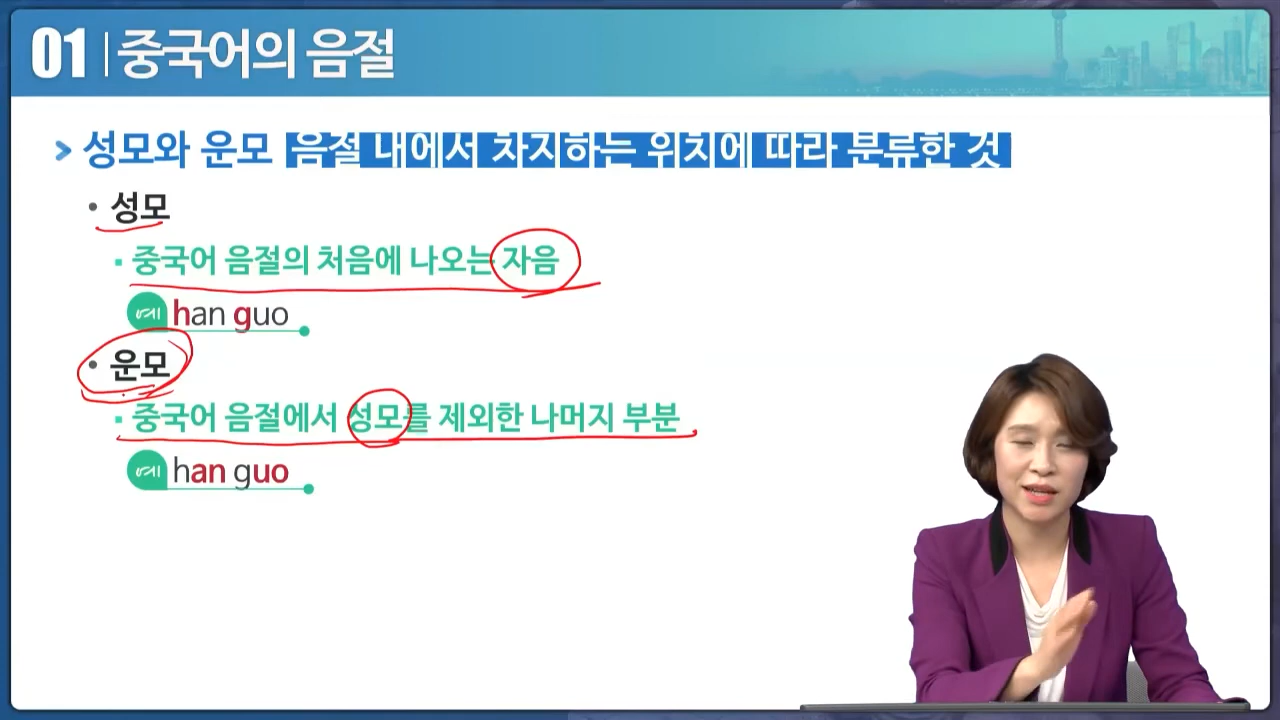 01 중국어의 음절
성모와 운모 음절 내에서 차지하는 위치에 따라 분류한 것
• 성모
▪ 중국어 음절의 처음에 나오는 자음
예 han guo
• 운모
▪ 중국어 음절에서 성모를 제외한 나머지 부분
예 han guo